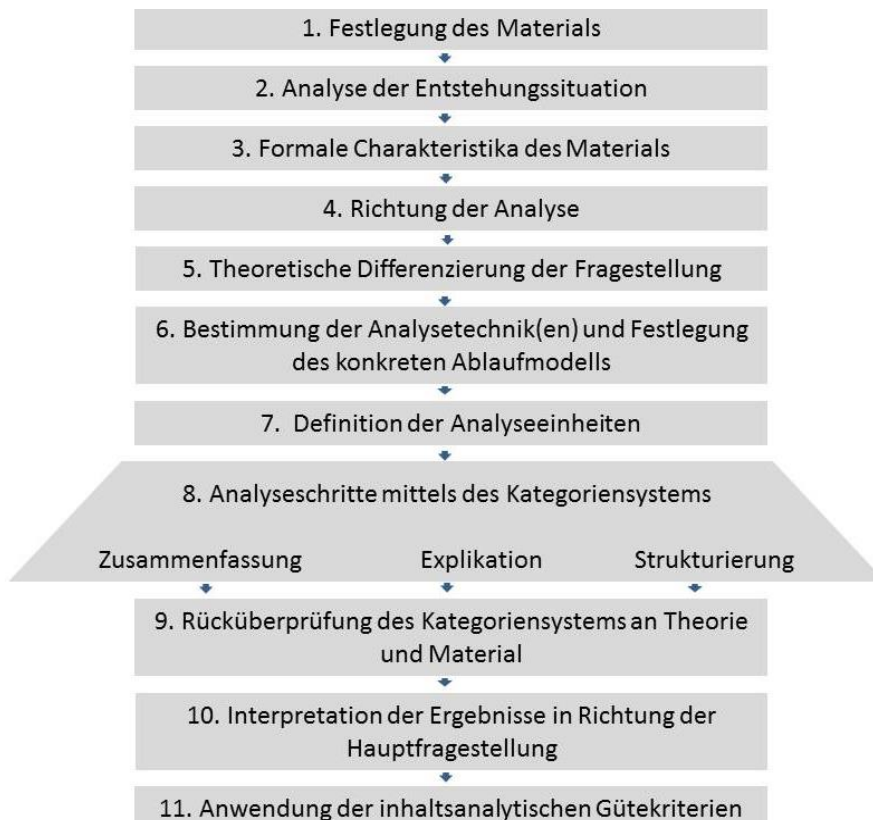 1. Festlegung des Materials
2. Analyse der Entstehungssituation
3. Formale Charakteristika des Materials
4. Richtung der Analyse
5. Theoretische Differenzierung der Fragestellung
6. Bestimmung der Analysetechnik(en) und Festlegung
des konkreten Ablaufmodells
7. Definition der Analyseeinheiten
8. Analyseschritte mittels des Kategoriensystems
Zusammenfassung Explikation Strukturierung
9. Rücküberprüfung des Kategoriensystems an Theorie
und Material
10. Interpretation der Ergebnisse in Richtung der
Hauptfragestellung
11. Anwendung der inhaltsanalytischen Gütekriterien